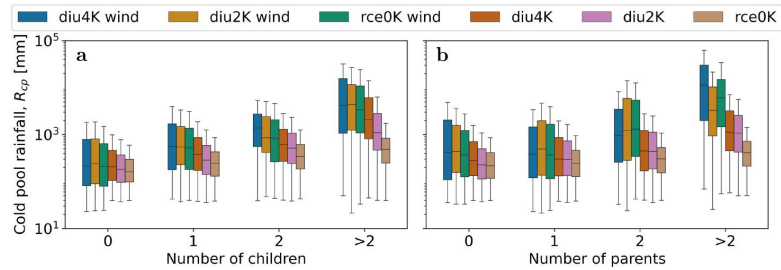 diu4K wind diu2K wind rce0K wind diu4K diu2K rce0K
Cold pool rainfall, R_cp [mm]
10^5
10^3
10^1
a
0 1 2 >2
Number of children
b
0 1 2 >2
Number of parents